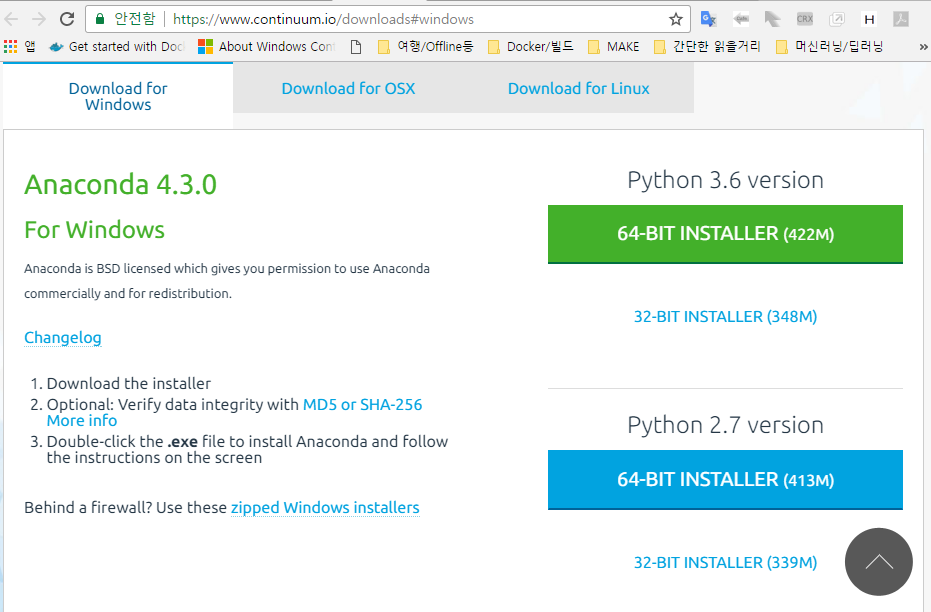 안전함 | https://www.continuum.io/downloads#windows
앱 Get started with Doc About Windows Con 여행/Offline등 Docker/빌드 MAKE 간단한 읽을거리 머신러닝/딥러닝 »
Download for
Windows
Download for OSX
Download for Linux
Anaconda 4.3.0
For Windows
Anaconda is BSD licensed which gives you permission to use Anaconda
commercially and for redistribution.
Changelog
1. Download the installer
2. Optional: Verify data integrity with MD5 or SHA-256
More info
3. Double-click the .exe file to install Anaconda and follow
the instructions on the screen
Behind a firewall? Use these zipped Windows installers
Python 3.6 version
64-BIT INSTALLER (422M)
32-BIT INSTALLER (348M)
Python 2.7 version
64-BIT INSTALLER (413M)
32-BIT INSTALLER (339M)